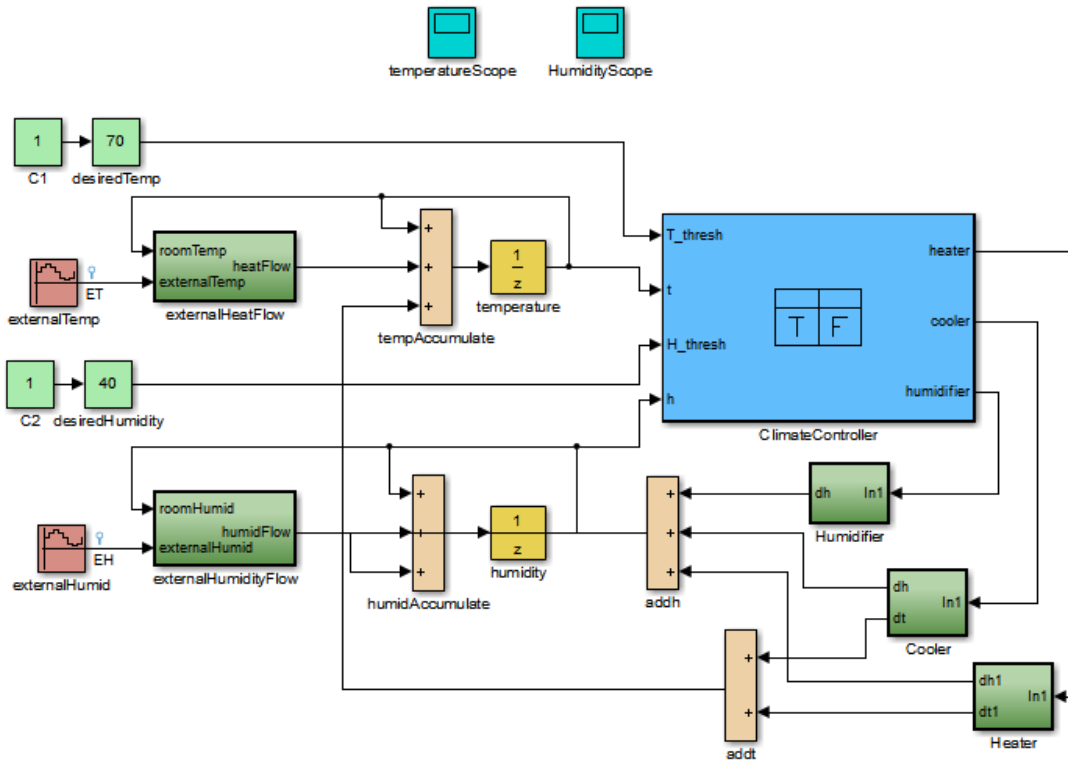 temperatureScope
HumidityScope
1
C1
70
desiredTemp
roomTemp
heatFlow
externalTemp
externalHeatFlow
ET
externalTemp
+
+
+
tempAccumulate
1
z
temperature
T_thresh
t
H_thresh
h
T F
heater
cooler
humidifier
ClimateController
1
C2
40
desiredHumidity
roomHumid
humidFlow
externalHumid
externalHumidityFlow
EH
externalHumid
+
+
+
humidAccumulate
1
z
humidity
+
+
+
addh
dh
In1
Humidifier
dh
In1
dt
Cooler
+
+
addt
dh1
In1
dt1
Heater